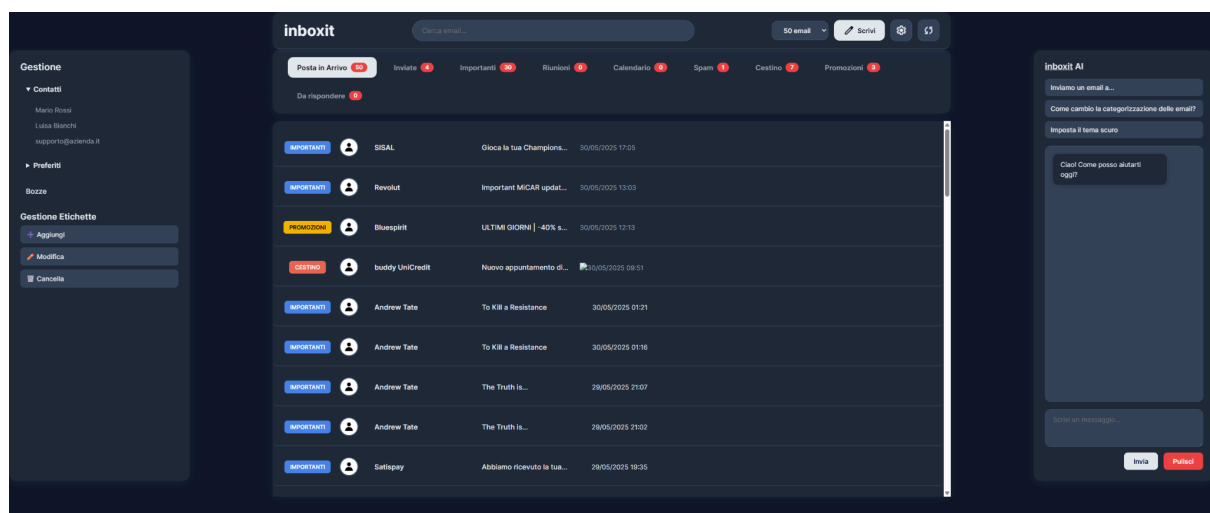 inboxit
Cerca email...
50 email
Scrivi
Gestione
▾ Contatti
Mario Rossi
Luisa Bianchi
supporto@azienda.it
▸ Preferiti
Bozze
Gestione Etichette
Aggiungi
Modifica
Cancella
Posta in Arrivo 50
Inviate 4
Importanti 30
Riunioni 0
Calendario 0
Spam 1
Cestino 7
Promozioni 3
Da rispondere 0
IMPORTANTI SISAL Gioca la tua Champions... 30/05/2025 17:05
IMPORTANTI Revolut Important MiCAR updat... 30/05/2025 13:03
PROMOZIONI Bluespirit ULTIMI GIORNI | -40% s... 30/05/2025 12:13
CESTINO buddy UniCredit Nuovo appuntamento di... 30/05/2025 09:51
IMPORTANTI Andrew Tate To Kill a Resistance 30/05/2025 01:21
IMPORTANTI Andrew Tate To Kill a Resistance 30/05/2025 01:16
IMPORTANTI Andrew Tate The Truth is... 29/05/2025 21:07
IMPORTANTI Andrew Tate The Truth is... 29/05/2025 21:02
IMPORTANTI Satispay Abbiamo ricevuto la tua... 29/05/2025 19:35
inboxit AI
Inviamo un email a...
Come cambio la categorizzazione delle email?
Imposta il tema scuro
Ciao! Come posso aiutarti
oggi?
Scrivi un messaggio...
Invia
Pulisci